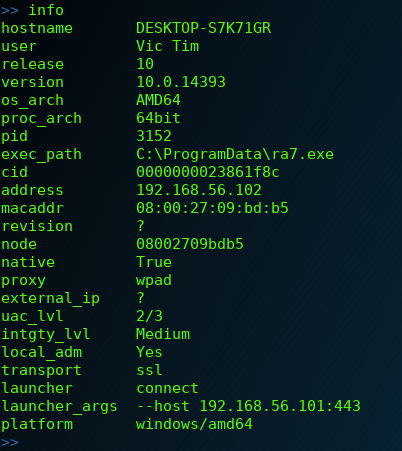 >> info
hostname DESKTOP-S7K71GR
user Vic Tim
release 10
version 10.0.14393
os_arch AMD64
proc_arch 64bit
pid 3152
exec_path C:\ProgramData\ra7.exe
cid 0000000023861f8c
address 192.168.56.102
macaddr 08:00:27:09:bd:b5
revision ?
node 08002709bdb5
native True
proxy wpad
external_ip ?
uac_lvl 2/3
intgty_lvl Medium
local_adm Yes
transport ssl
launcher connect
launcher_args --host 192.168.56.101:443
platform windows/amd64
>>